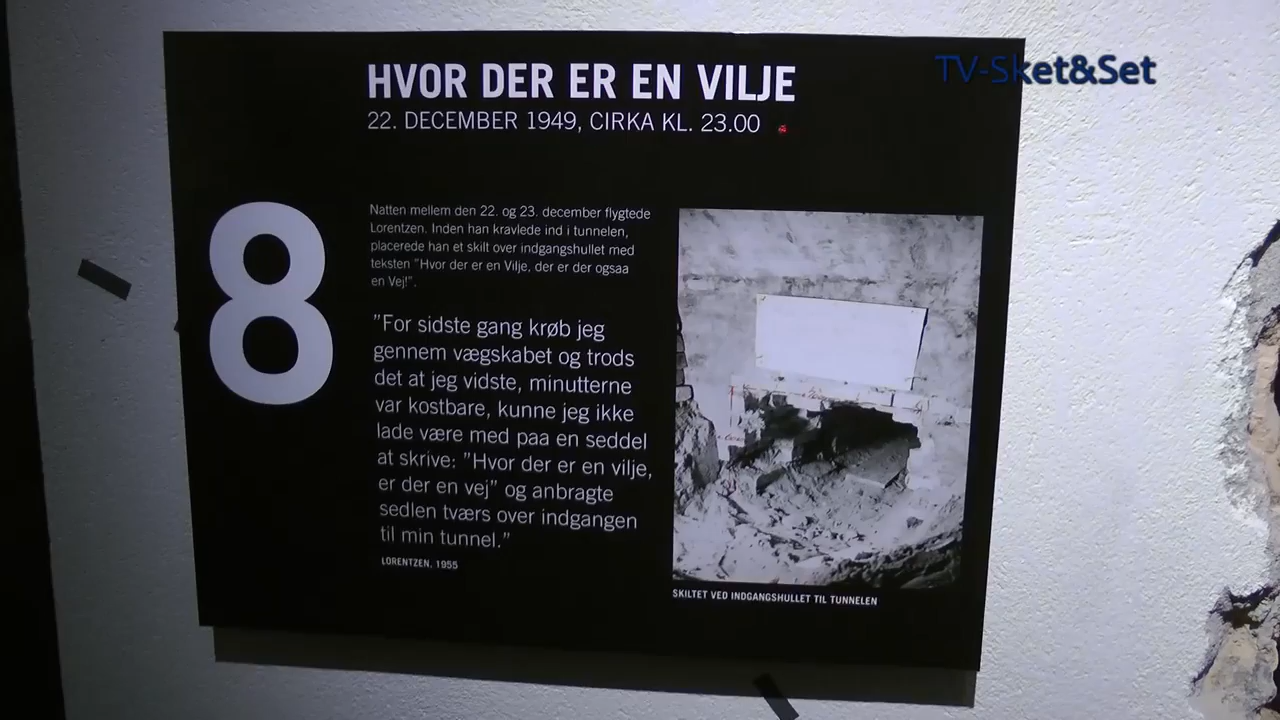 TV-Sket&Set
HVOR DER ER EN VILJE
22. DECEMBER 1949, CIRKA KL. 23.00
8
Natten mellem den 22. og 23. december flygtede
Lorentzen. Inden han kravlede ind i tunnelen,
placerede han et skilt over indgangshullet med
teksten "Hvor der er en Vilje, der er der ogsaa
en Vej!".
"For sidste gang krøb jeg
gennem vægskabet og trods
det at jeg vidste, minutterne
var kostbare, kunne jeg ikke
lade være med paa en seddel
at skrive: "Hvor der er en vilje,
er der en vej" og anbragte
sedlen tværs over indgangen
til min tunnel."
LORENTZEN, 1955
SKILTET VED INDGANGSHULLET TIL TUNNELEN